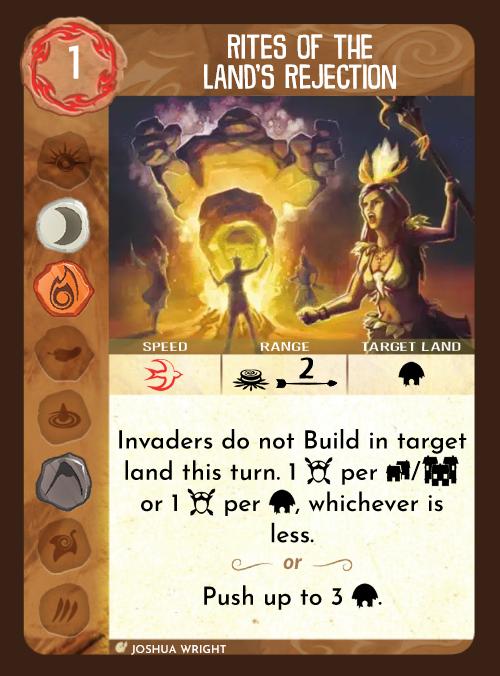 1
RITES OF THE
LAND'S REJECTION
SPEED RANGE TARGET LAND
2
Invaders do not Build in target
land this turn. 1 per /
or 1 per , whichever is
less.
or
Push up to 3 .
JOSHUA WRIGHT